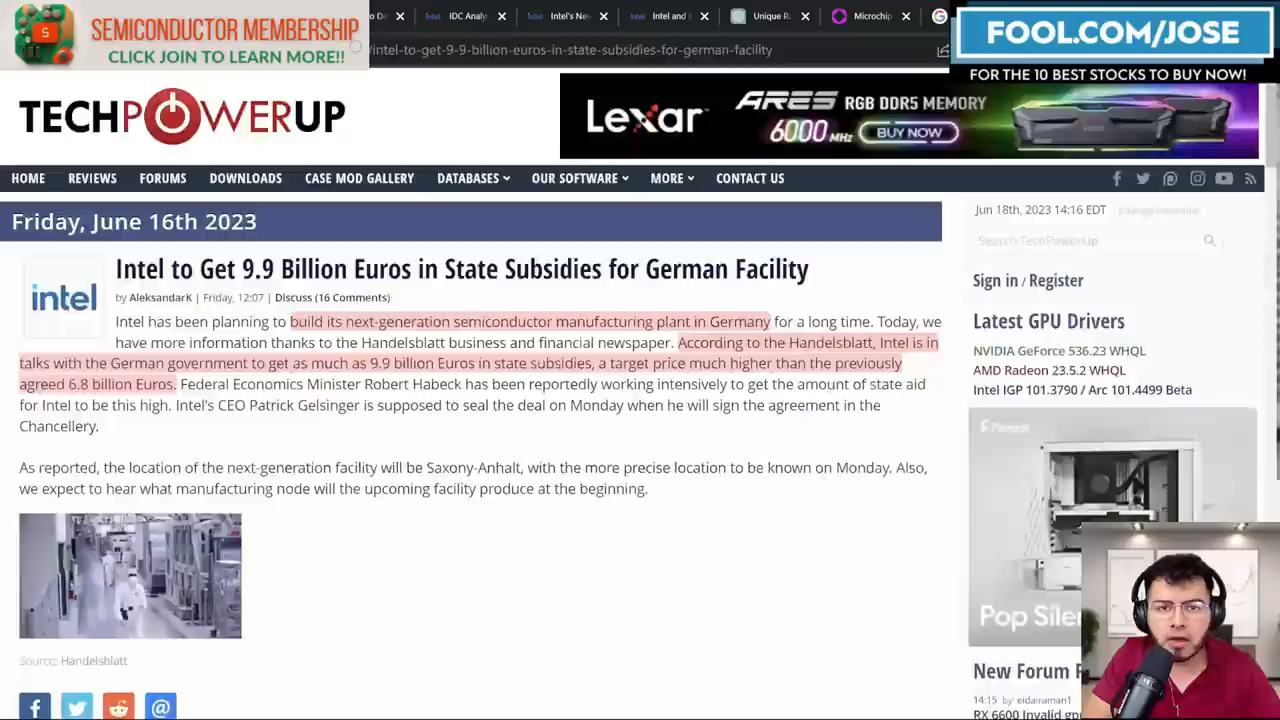 SEMICONDUCTOR MEMBERSHIP
CLICK JOIN TO LEARN MORE!!
IDC Analy
Intel's Nev
Intel and
Unique R
Microchip
intel-to-get-9-9-billion-euros-in-state-subsidies-for-german-facility
FOOL.COM/JOSE
FOR THE 10 BEST STOCKS TO BUY NOW!
TECHPOWERUP
Lexar
ARES RGB DDR5 MEMORY
6000 MHz BUY NOW
HOME REVIEWS FORUMS DOWNLOADS CASE MOD GALLERY DATABASES OUR SOFTWARE MORE CONTACT US
Friday, June 16th 2023
Jun 18th, 2023 14:16 EDT
Search TechPowerUp
intel
Intel to Get 9.9 Billion Euros in State Subsidies for German Facility
by AleksandarK | Friday, 12:07 | Discuss (16 Comments)
Intel has been planning to build its next-generation semiconductor manufacturing plant in Germany for a long time. Today, we
have more information thanks to the Handelsblatt business and financial newspaper. According to the Handelsblatt, Intel is in
talks with the German government to get as much as 9.9 billion Euros in state subsidies, a target price much higher than the previously
agreed 6.8 billion Euros. Federal Economics Minister Robert Habeck has been reportedly working intensively to get the amount of state aid
for Intel to be this high. Intel's CEO Patrick Gelsinger is supposed to seal the deal on Monday when he will sign the agreement in the
Chancellery.
As reported, the location of the next-generation facility will be Saxony-Anhalt, with the more precise location to be known on Monday. Also,
we expect to hear what manufacturing node will the upcoming facility produce at the beginning.
Source: Handelsblatt
Sign in / Register
Latest GPU Drivers
NVIDIA GeForce 536.23 WHQL
AMD Radeon 23.5.2 WHQL
Intel IGP 101.3790 / Arc 101.4499 Beta
Pop Sile
New Forum P
14:15 by eidairaman1
RX 6600 Invalid gpu